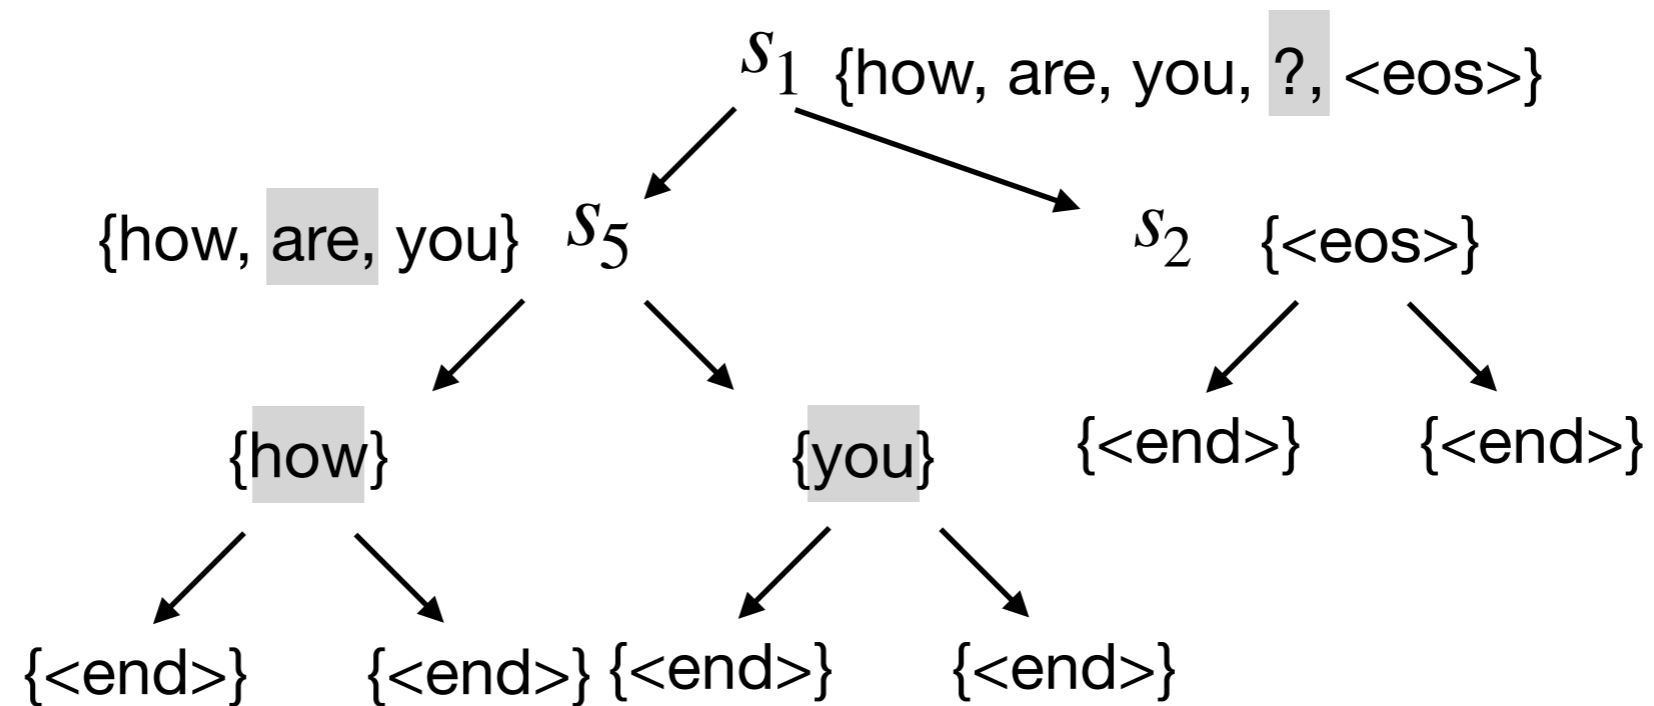 s1 {how, are, you, ?, <eos>}
{how, are, you} s5
s2 {<eos>}
{how}
{you}
{<end>}
{<end>}
{<end>}
{<end>}
{<end>}
{<end>}